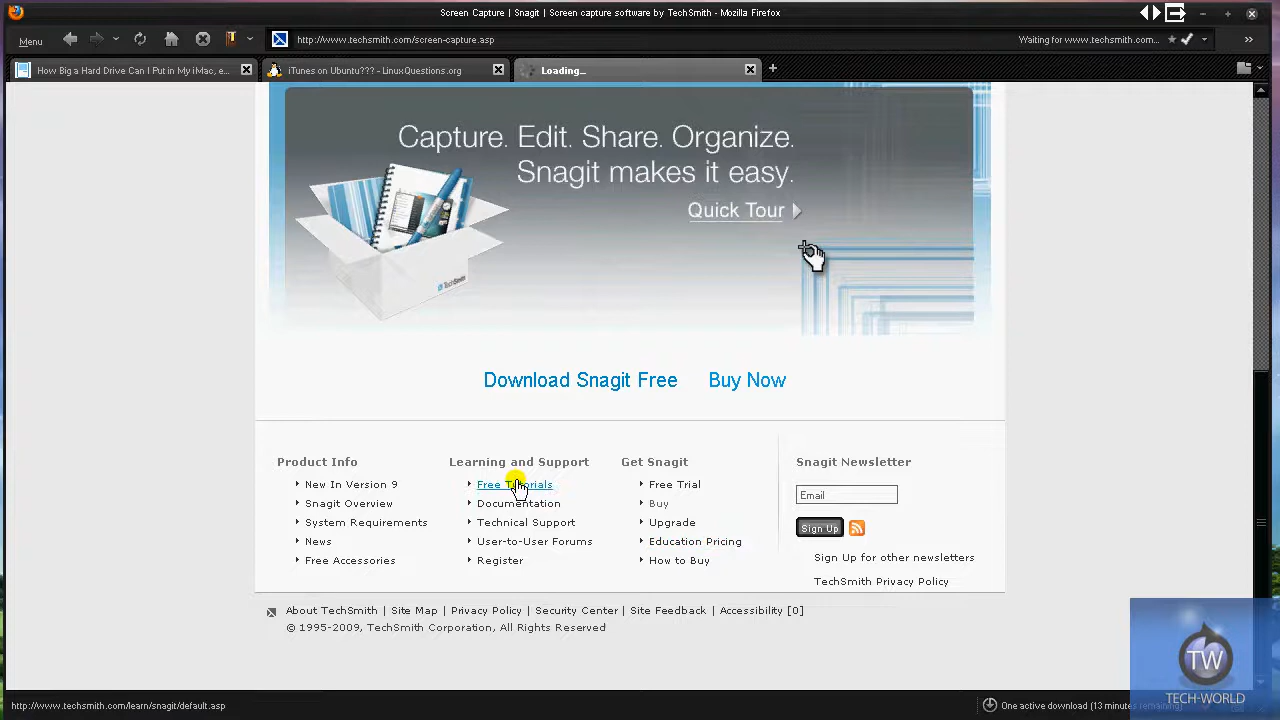 Screen Capture | Snagit | Screen capture software by TechSmith - Mozilla Firefox
Menu
http://www.techsmith.com/screen-capture.asp
Waiting for www.techsmith.com...
How Big a Hard Drive Can I Put in My iMac, e...
iTunes on Ubuntu??? - LinuxQuestions.org
Loading...
Capture. Edit. Share. Organize.
Snagit makes it easy.
Quick Tour
TechSmith
Download Snagit Free
Buy Now
Product Info
New In Version 9
Snagit Overview
System Requirements
News
Free Accessories
Learning and Support
Free Tutorials
Documentation
Technical Support
User-to-User Forums
Register
Get Snagit
Free Trial
Buy
Upgrade
Education Pricing
How to Buy
Snagit Newsletter
Email
Sign Up
Sign Up for other newsletters
TechSmith Privacy Policy
About TechSmith | Site Map | Privacy Policy | Security Center | Site Feedback | Accessibility [0]
© 1995-2009, TechSmith Corporation, All Rights Reserved
TW
TECH-WORLD
http://www.techsmith.com/learn/snagit/default.asp
One active download (13 minutes remaining)